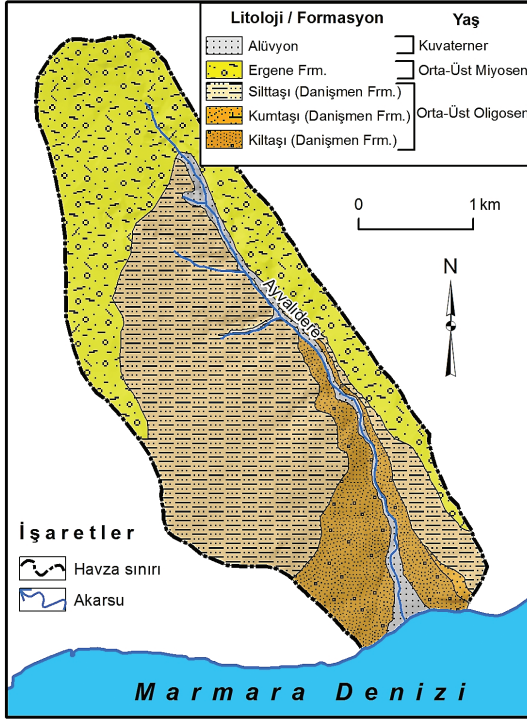 Litoloji / Formasyon Yaş
Alüvyon Kuvaterner
Ergene Frm. Orta-Üst Miyosen
Silttaşı (Danişmen Frm.)
Kumtaşı (Danişmen Frm.) Orta-Üst Oligosen
Kiltaşı (Danişmen Frm.)
0 1 km
N
Ayvalıdere
İşaretler
Havza sınırı
Akarsu
Marmara Denizi